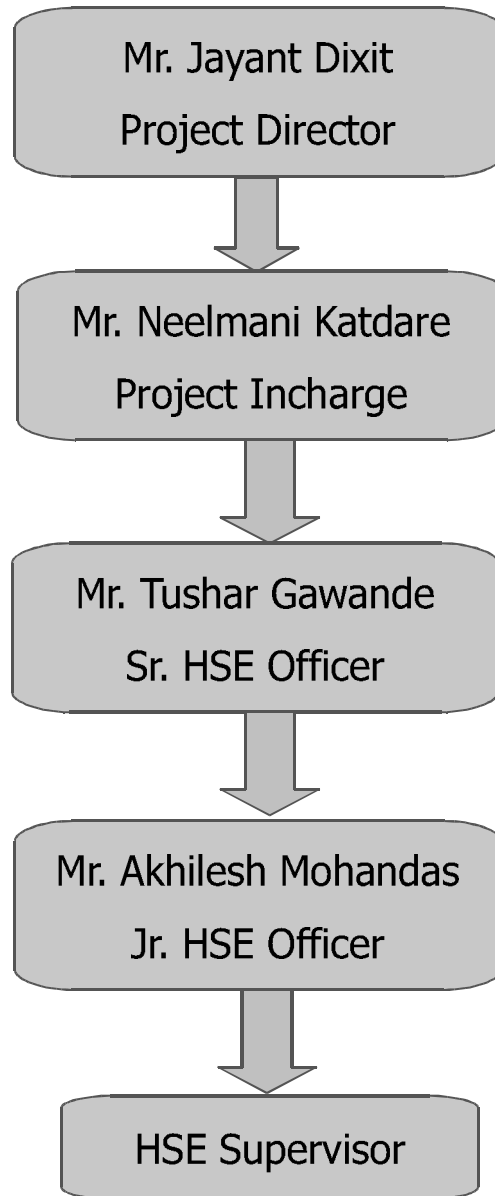 Mr. Jayant Dixit
Project Director
Mr. Neelmani Katdare
Project Incharge
Mr. Tushar Gawande
Sr. HSE Officer
Mr. Akhilesh Mohandas
Jr. HSE Officer
HSE Supervisor